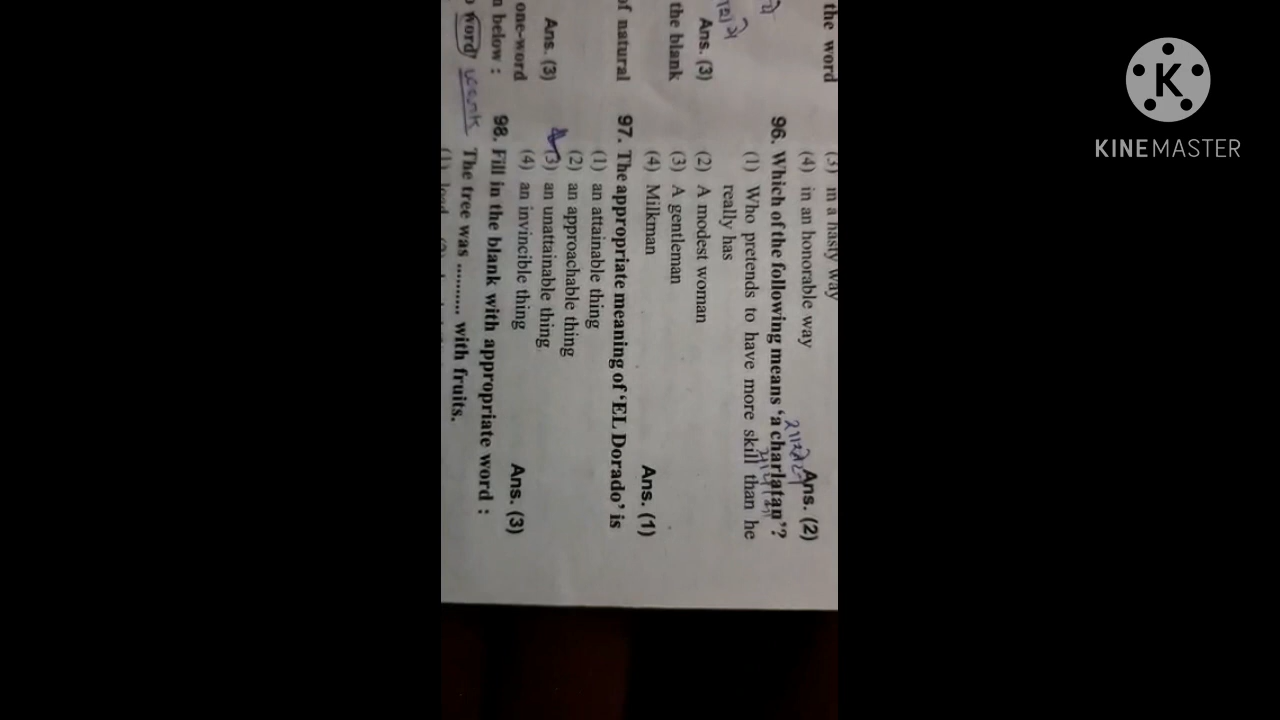 the word
Ans. (3)
the blank
of natural
Ans. (3)
one-word
n below :
word
(3) in a hasty way
(4) in an honorable way
Ans. (2)
96. Which of the following means ‘a charlatan’?
(1) Who pretends to have more skill than he
really has
(2) A modest woman
(3) A gentleman
(4) Milkman
Ans. (1)
97. The appropriate meaning of ‘EL Dorado’ is
(1) an attainable thing
(2) an approachable thing
(3) an unattainable thing
(4) an invincible thing
Ans. (3)
98. Fill in the blank with appropriate word :
The tree was .......... with fruits.
K
KINEMASTER